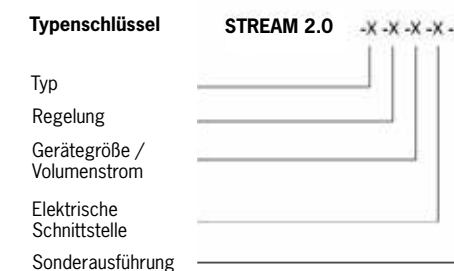 Typenschlüssel STREAM 2.0 -X -X -X -X -
Typ
Regelung
Gerätegröße /
Volumenstrom
Elektrische
Schnittstelle
Sonderausführung